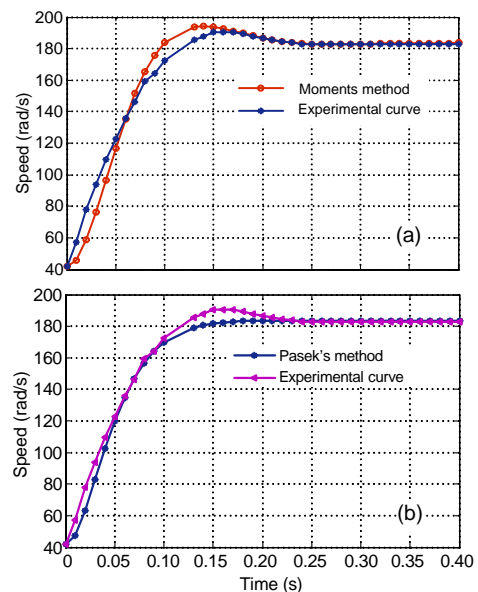 200
180
160
140
120
100
80
60
40
Speed (rad/s)
Moments method
Experimental curve
(a)
200
180
160
140
120
100
80
60
40
Speed (rad/s)
Pasek's method
Experimental curve
(b)
0 0.05 0.10 0.15 0.20 0.25 0.30 0.35 0.40
Time (s)